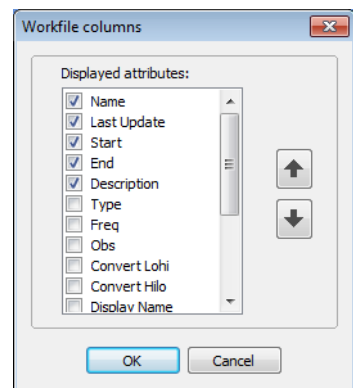 Workfile columns
Displayed attributes:
Name
Last Update
Start
End
Description
Type
Freq
Obs
Convert Lohi
Convert Hilo
Display Name
OK
Cancel